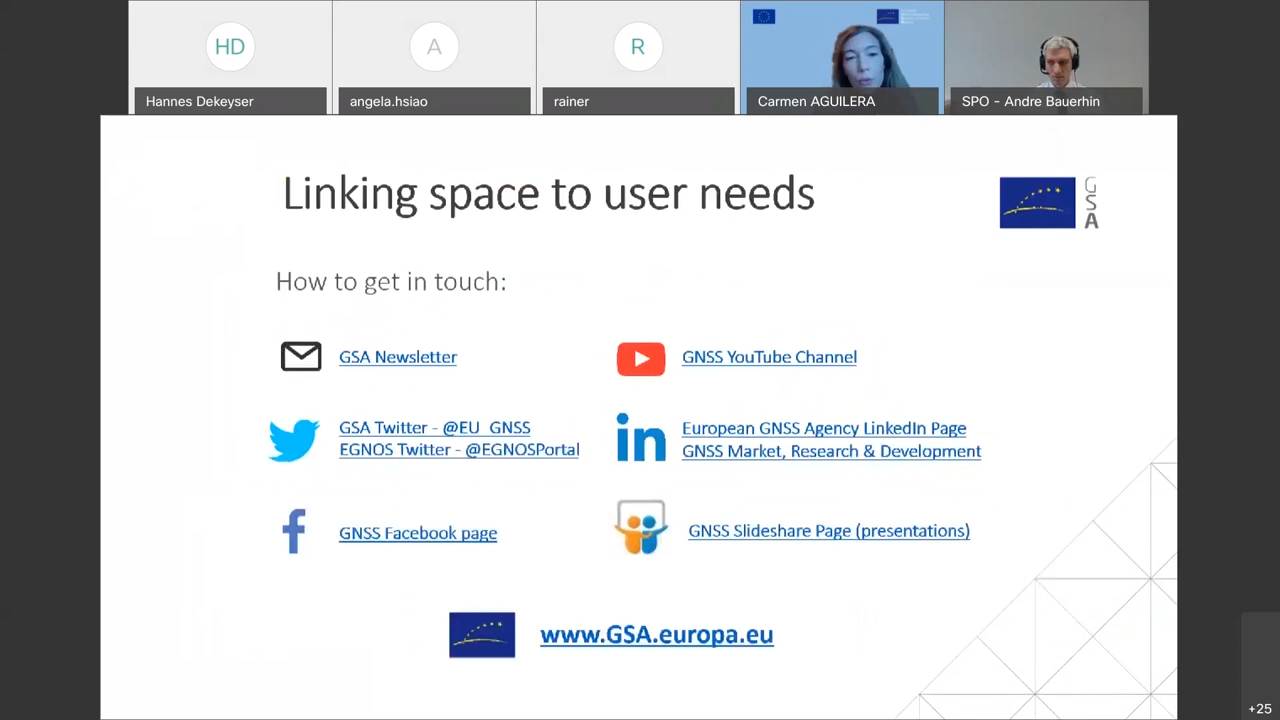 HD
A
R
Hannes Dekeyser
angela.hsiao
rainer
Carmen AGUILERA
SPO - Andre Bauerhin
Linking space to user needs
GSA
How to get in touch:
GSA Newsletter
GNSS YouTube Channel
GSA Twitter - @EU_GNSS
EGNOS Twitter - @EGNOSPortal
European GNSS Agency LinkedIn Page
GNSS Market, Research & Development
GNSS Facebook page
GNSS Slideshare Page (presentations)
www.GSA.europa.eu
+25